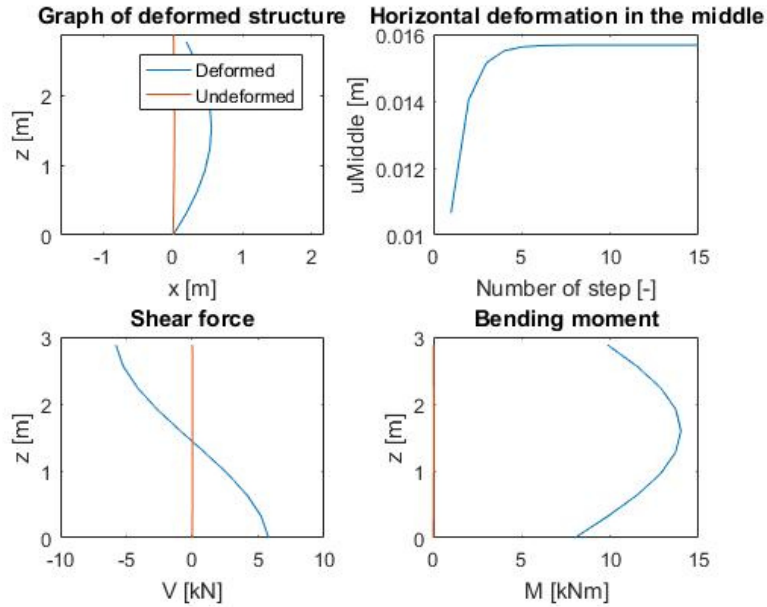 Graph of deformed structure
Deformed
Undeformed
2
1
0
z [m]
-1 0 1 2
x [m]
Horizontal deformation in the middle
0.016
0.014
0.012
0.01
uMiddle [m]
0 5 10 15
Number of step [-]
Shear force
3
2
1
0
z [m]
-10 -5 0 5 10
V [kN]
Bending moment
3
2
1
0
z [m]
0 5 10 15
M [kNm]